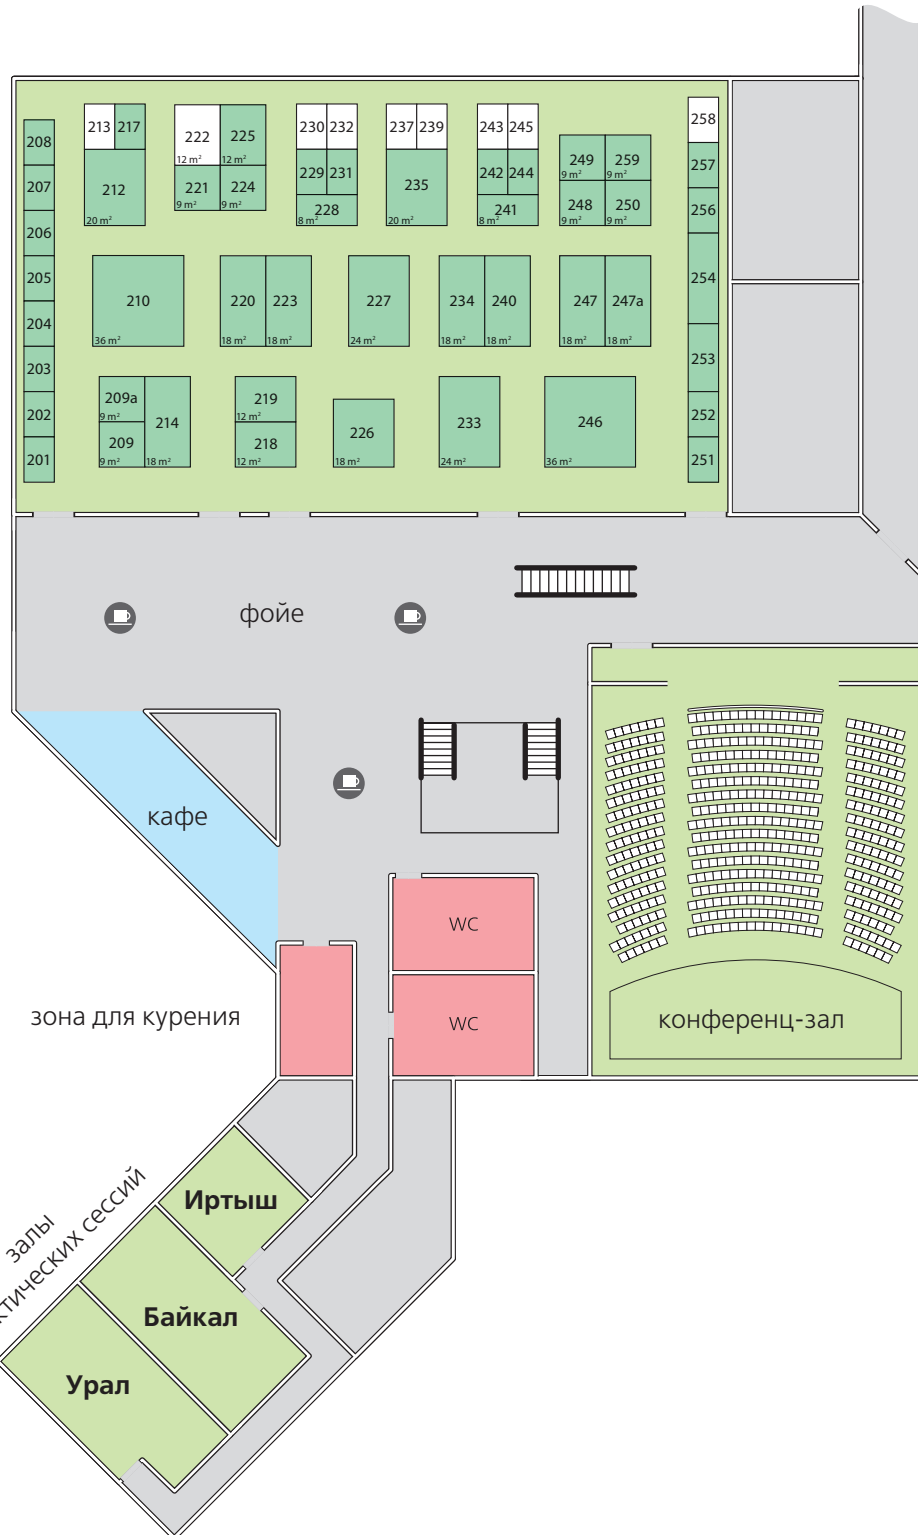 258
213 217
222
12 m²
225
12 m²
230 232
237 239
243 245
208
249
9 m²
259
9 m²
257
229 231
242 244
212
20 m²
221
9 m²
224
9 m²
235
20 m²
207
228
8 m²
241
8 m²
248
9 m²
250
9 m²
256
206
205
254
210
36 m²
220
18 m²
223
18 m²
227
24 m²
234
18 m²
240
18 m²
247
18 m²
247a
18 m²
204
203
253
209a
9 m²
219
12 m²
202
252
214
18 m²
233
24 m²
246
36 m²
226
18 m²
209
9 m²
218
12 m²
201
251
фойе
кафе
WC
зона для курения
WC
конференц-зал
Иртыш
залы
сессий
Байкал
Урал